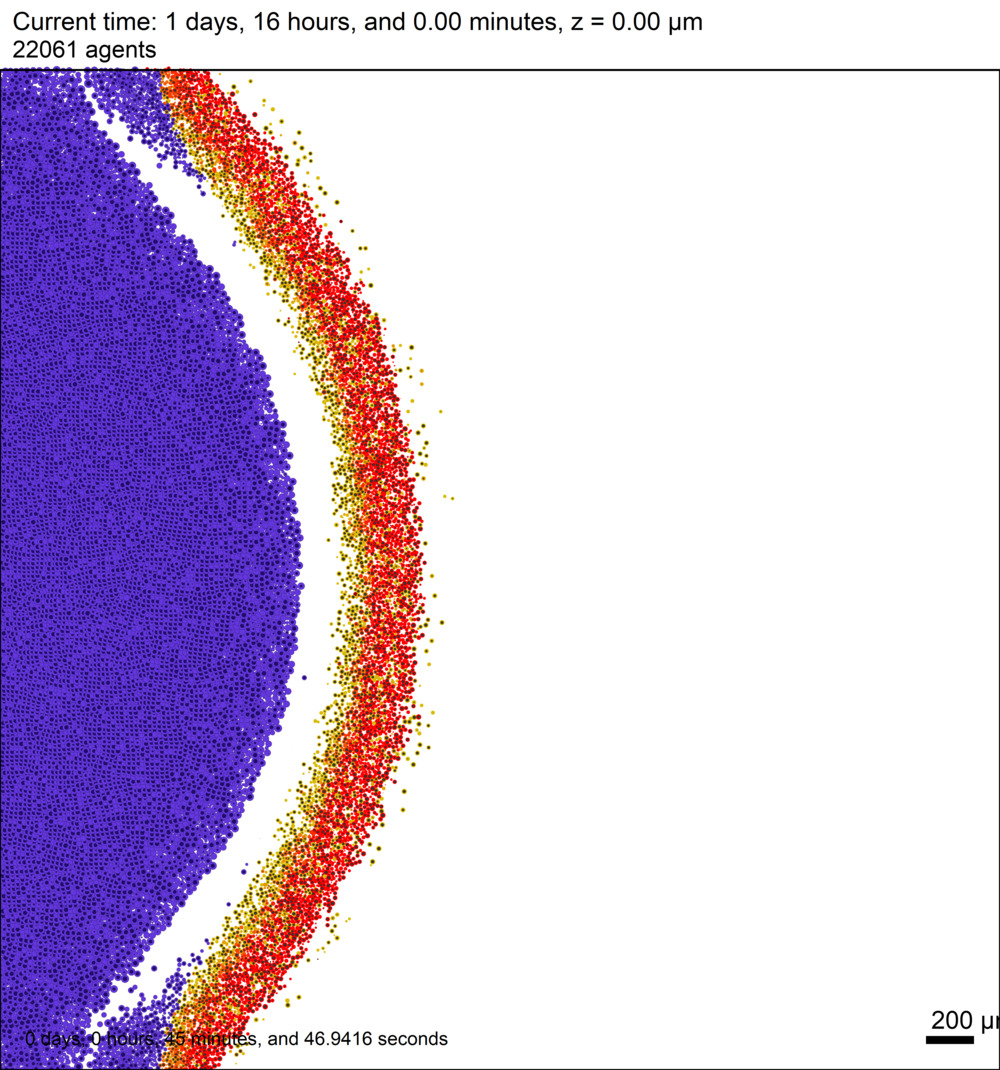 Current time: 1 days, 16 hours, and 0.00 minutes, z = 0.00 μm
22061 agents
200 μ
0 days, 0 hours, 45 minutes, and 46.9416 seconds